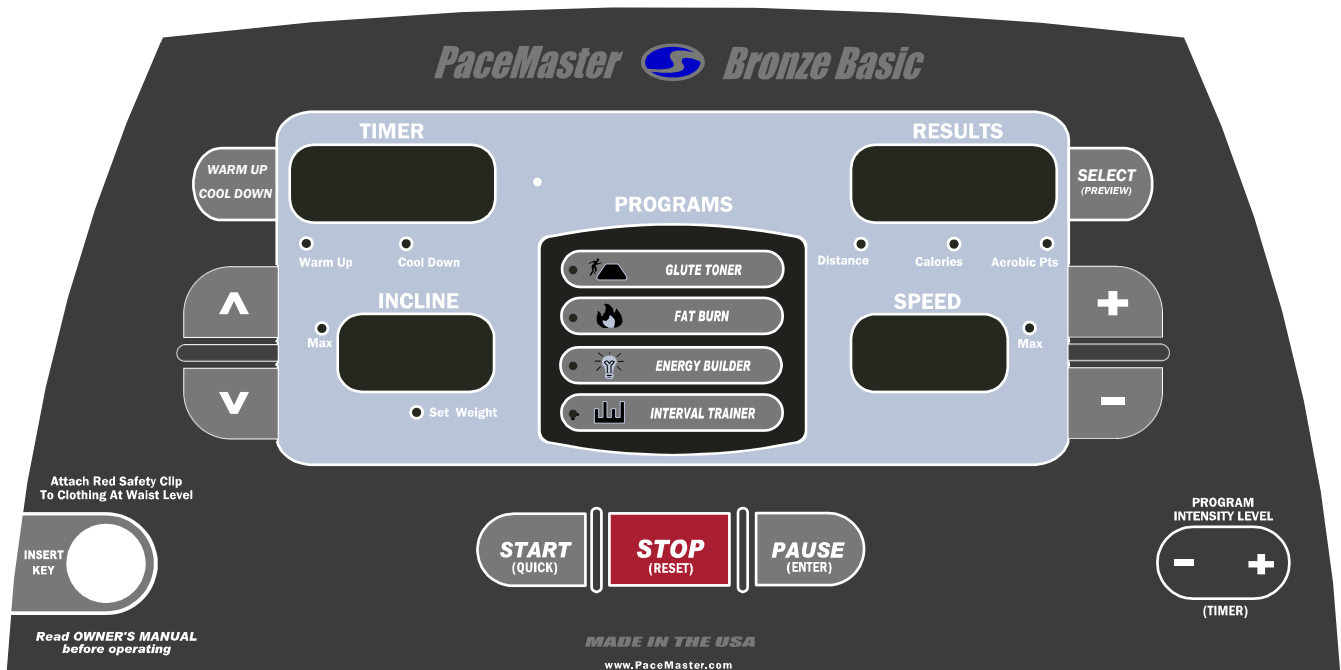 PaceMaster Bronze Basic
TIMER
RESULTS
WARM UP
COOL DOWN
SELECT
(PREVIEW)
PROGRAMS
Warm Up
Cool Down
Distance
Calories
Aerobic Pts
GLUTE TONER
FAT BURN
ENERGY BUILDER
INTERVAL TRAINER
INCLINE
Max
Set Weight
SPEED
Max
Attach Red Safety Clip
To Clothing At Waist Level
INSERT
KEY
Read OWNER'S MANUAL
before operating
START
(QUICK)
STOP
(RESET)
PAUSE
(ENTER)
PROGRAM
INTENSITY LEVEL
- +
(TIMER)
MADE IN THE USA
www.PaceMaster.com